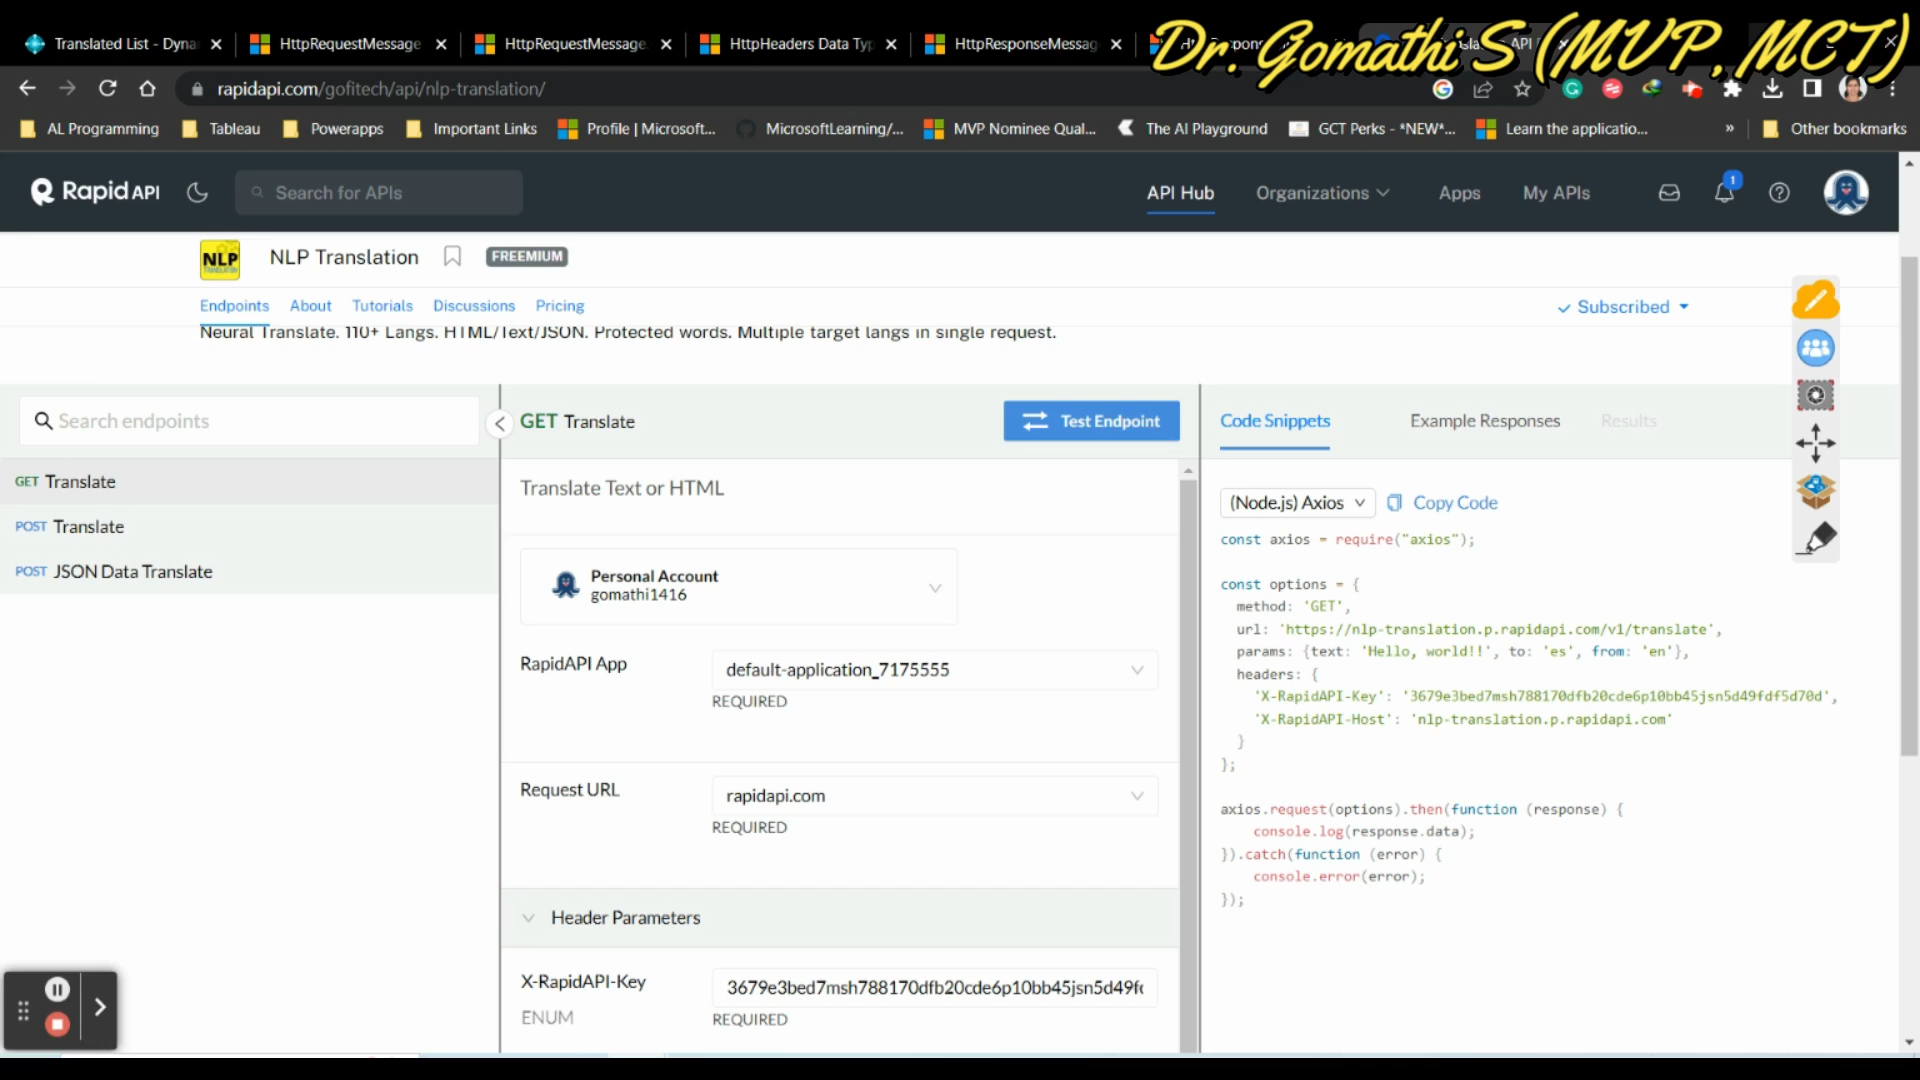 Translated List - Dyna
HttpRequestMessage
HttpRequestMessage
HttpHeaders Data Typ
HttpResponseMessag
Dr. Gomathi S (MVP, MCT)
rapidapi.com/gofitech/api/nlp-translation/
AL Programming
Tableau
Powerapps
Important Links
Profile | Microsoft...
MicrosoftLearning/...
MVP Nominee Qual...
The AI Playground
GCT Perks - *NEW*...
Learn the applicatio...
»
Other bookmarks
Rapid API
Search for APIs
API Hub
Organizations
Apps
My APIs
1
NLP
NLP Translation
FREEMIUM
Endpoints
About
Tutorials
Discussions
Pricing
Subscribed
Neural Translate. 110+ Langs. HTML/Text/JSON. Protected words. Multiple target langs in single request.
Search endpoints
GET Translate
POST Translate
POST JSON Data Translate
GET Translate
Test Endpoint
Translate Text or HTML
Personal Account
gomathi1416
RapidAPI App
default-application_7175555
REQUIRED
Request URL
rapidapi.com
REQUIRED
Header Parameters
X-RapidAPI-Key
3679e3bed7msh788170dfb20cde6p10bb45jsn5d49f
ENUM
REQUIRED
Code Snippets
Example Responses
Results
(Node.js) Axios
Copy Code
const axios = require("axios");
const options = {
method: 'GET',
url: 'https://nlp-translation.p.rapidapi.com/v1/translate',
params: {text: 'Hello, world!!', to: 'es', from: 'en'},
headers: {
'X-RapidAPI-Key': '3679e3bed7msh788170dfb20cde6p10bb45jsn5d49fdf5d70d',
'X-RapidAPI-Host': 'nlp-translation.p.rapidapi.com'
}
};
axios.request(options).then(function (response) {
console.log(response.data);
}).catch(function (error) {
console.error(error);
});